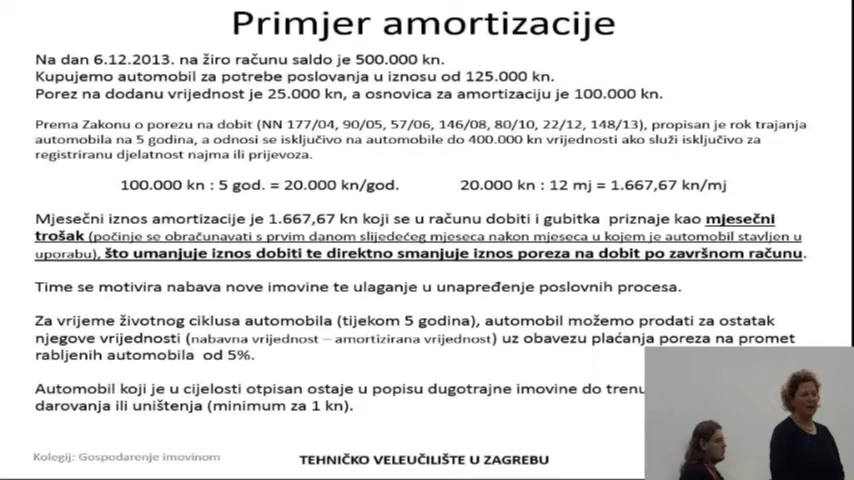 Primjer amortizacije
Na dan 6.12.2013. na žiro računu saldo je 500.000 kn.
Kupujemo automobil za potrebe poslovanja u iznosu od 125.000 kn.
Porez na dodanu vrijednost je 25.000 kn, a osnovica za amortizaciju je 100.000 kn.
Prema Zakonu o porezu na dobit (NN 177/04, 90/05, 57/06, 146/08, 80/10, 22/12, 148/13), propisan je rok trajanja
automobila na 5 godina, a odnosi se isključivo na automobile do 400.000 kn vrijednosti ako služi isključivo za
registriranu djelatnost najma ili prijevoza.
100.000 kn : 5 god. = 20.000 kn/god. 20.000 kn : 12 mj = 1.667,67 kn/mj
Mjesečni iznos amortizacije je 1.667,67 kn koji se u računu dobiti i gubitka priznaje kao mjesečni
trošak (počinje se obračunavati s prvim danom slijedećeg mjeseca nakon mjeseca u kojem je automobil stavljen u
uporabu), što umanjuje iznos dobiti te direktno smanjuje iznos poreza na dobit po završnom računu.
Time se motivira nabava nove imovine te ulaganje u unapređenje poslovnih procesa.
Za vrijeme životnog ciklusa automobila (tijekom 5 godina), automobil možemo prodati za ostatak
njegove vrijednosti (nabavna vrijednost – amortizirana vrijednost) uz obavezu plaćanja poreza na promet
rabljenih automobila od 5%.
Automobil koji je u cijelosti otpisan ostaje u popisu dugotrajne imovine do
darovanja ili uništenja (minimum za 1 kn).
Kolegij: Gospodarenje imovinom
TEHNIČKO VELEUČILIŠTE U ZAGREBU